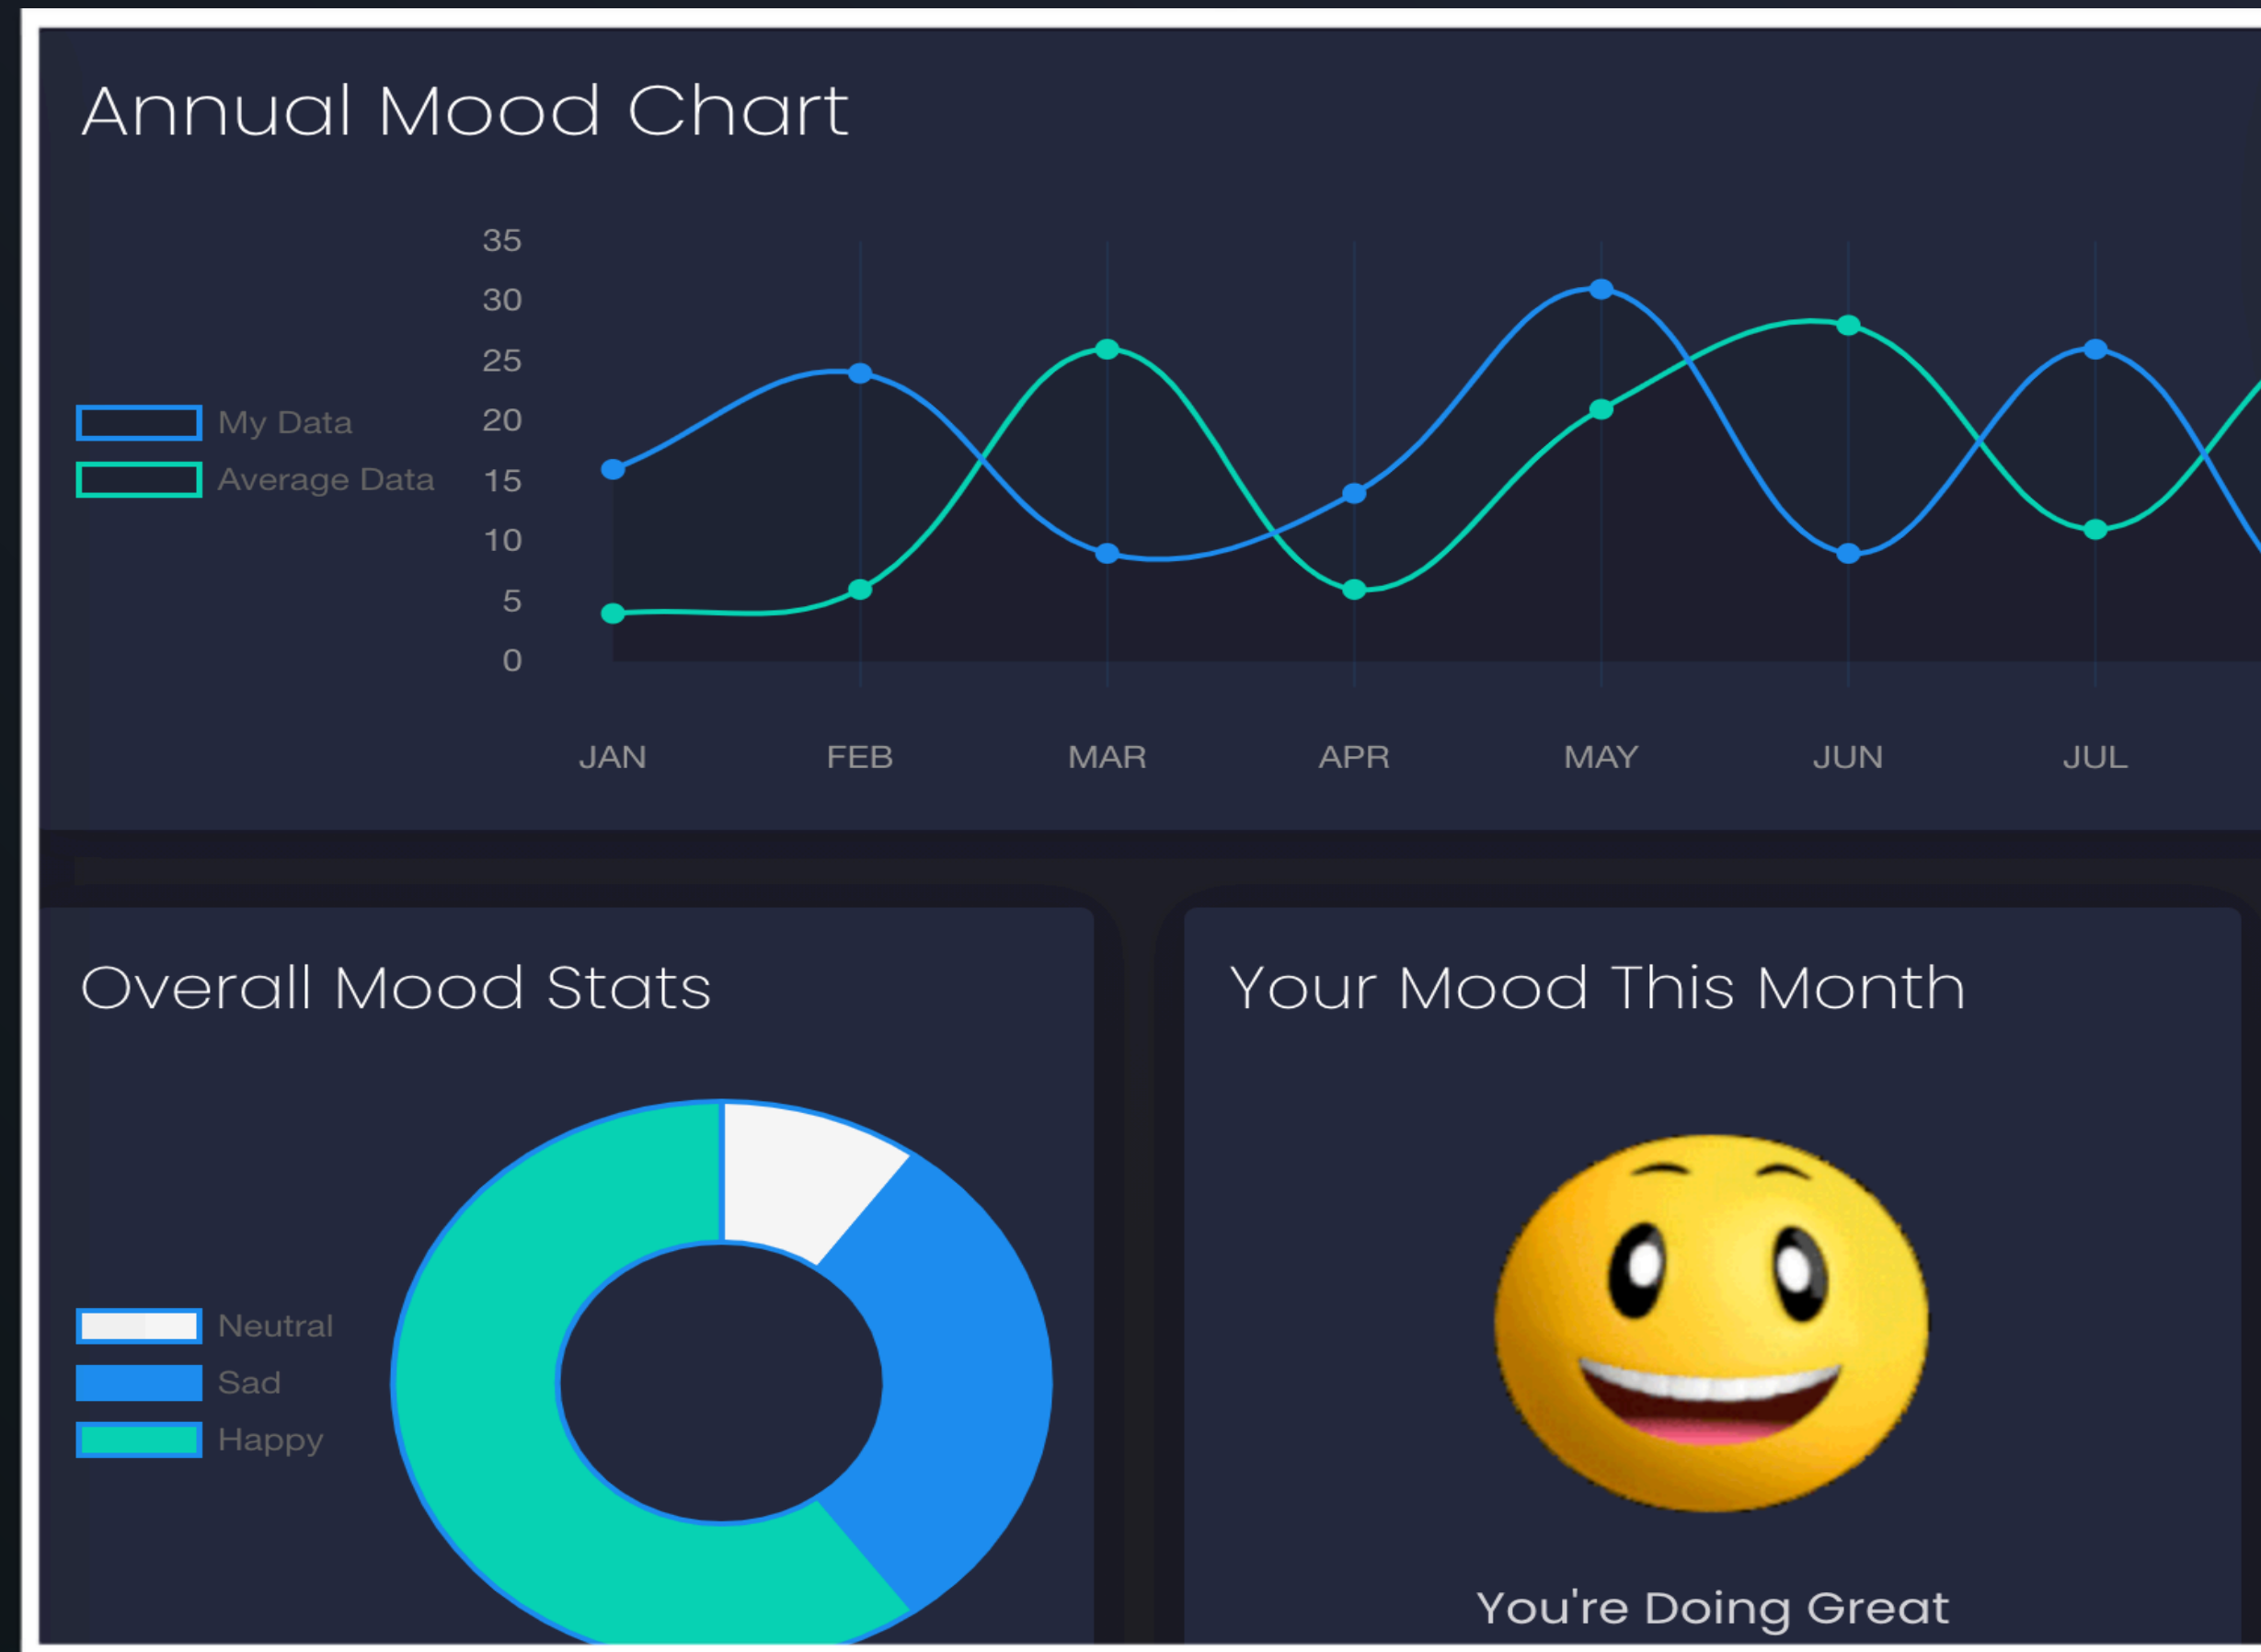 Annual Mood Chart
35
30
25
20
15
10
5
0
My Data
Average Data
JAN FEB MAR APR MAY JUN JUL
Overall Mood Stats
Neutral
Sad
Happy
Your Mood This Month
You're Doing Great